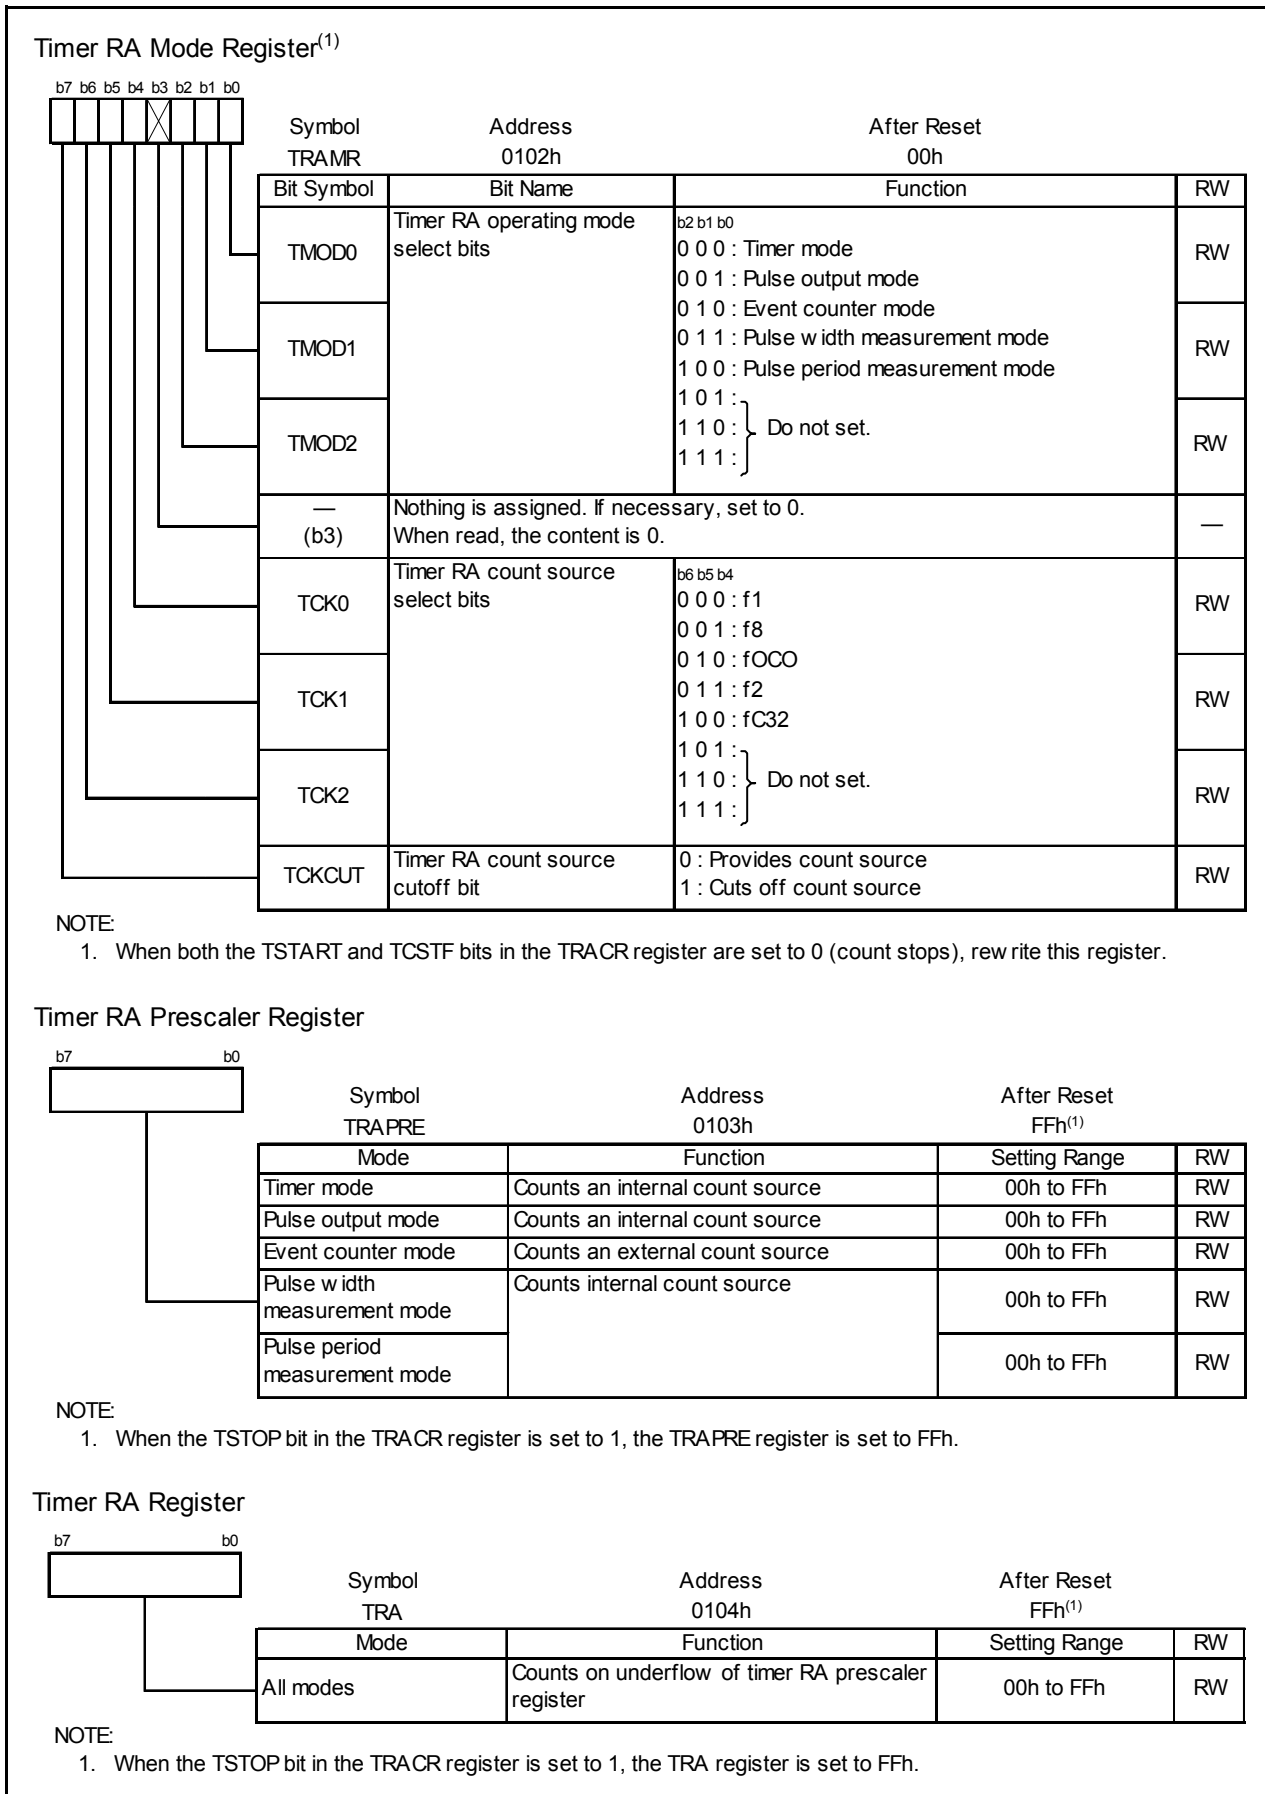 Timer RA Mode Register(1)
b7 b6 b5 b4 b3 b2 b1 b0
Symbol Address After Reset
TRAMR 0102h 00h
Bit Symbol Bit Name Function RW
TMOD0 Timer RA operating mode select bits b2 b1 b0 RW
0 0 0 : Timer mode
0 0 1 : Pulse output mode
0 1 0 : Event counter mode
TMOD1 0 1 1 : Pulse width measurement mode RW
1 0 0 : Pulse period measurement mode
1 0 1 :
TMOD2 1 1 0 : Do not set. RW
1 1 1 :
— (b3) Nothing is assigned. If necessary, set to 0. —
When read, the content is 0.
TCK0 Timer RA count source select bits b6 b5 b4 RW
0 0 0 : f1
0 0 1 : f8
0 1 0 : fOCO
TCK1 0 1 1 : f2 RW
1 0 0 : fC32
1 0 1 :
TCK2 1 1 0 : Do not set. RW
1 1 1 :
TCKCUT Timer RA count source cutoff bit 0 : Provides count source RW
1 : Cuts off count source
NOTE:
1. When both the TSTART and TCSTF bits in the TRACR register are set to 0 (count stops), rewrite this register.
Timer RA Prescaler Register
b7 b0
Symbol Address After Reset
TRAPRE 0103h FFh(1)
Mode Function Setting Range RW
Timer mode Counts an internal count source 00h to FFh RW
Pulse output mode Counts an internal count source 00h to FFh RW
Event counter mode Counts an external count source 00h to FFh RW
Pulse width measurement mode Counts internal count source 00h to FFh RW
Pulse period measurement mode 00h to FFh RW
NOTE:
1. When the TSTOP bit in the TRACR register is set to 1, the TRAPRE register is set to FFh.
Timer RA Register
b7 b0
Symbol Address After Reset
TRA 0104h FFh(1)
Mode Function Setting Range RW
All modes Counts on underflow of timer RA prescaler register 00h to FFh RW
NOTE:
1. When the TSTOP bit in the TRACR register is set to 1, the TRA register is set to FFh.